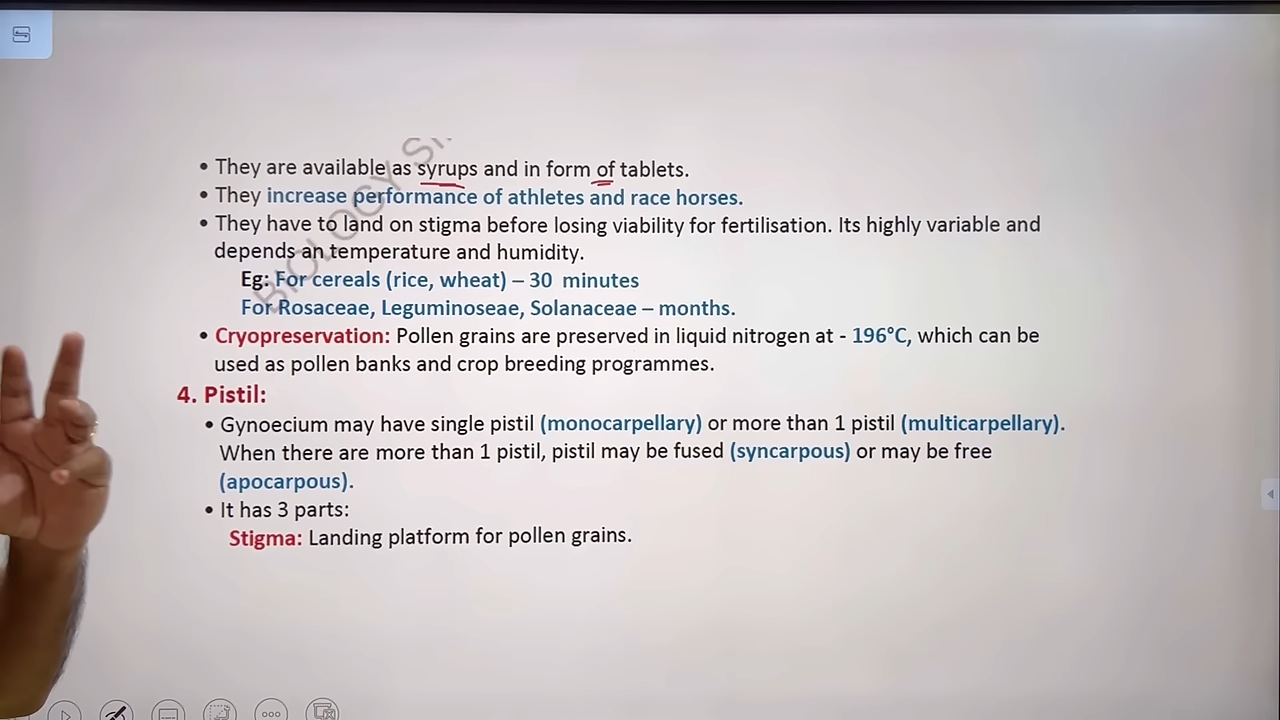 • They are available as syrups and in form of tablets.
• They increase performance of athletes and race horses.
• They have to land on stigma before losing viability for fertilisation. Its highly variable and
depends an temperature and humidity.
Eg: For cereals (rice, wheat) – 30 minutes
For Rosaceae, Leguminoseae, Solanaceae – months.
• Cryopreservation: Pollen grains are preserved in liquid nitrogen at - 196°C, which can be
used as pollen banks and crop breeding programmes.
4. Pistil:
• Gynoecium may have single pistil (monocarpellary) or more than 1 pistil (multicarpellary).
When there are more than 1 pistil, pistil may be fused (syncarpous) or may be free
(apocarpous).
• It has 3 parts:
Stigma: Landing platform for pollen grains.
BIOLOGY